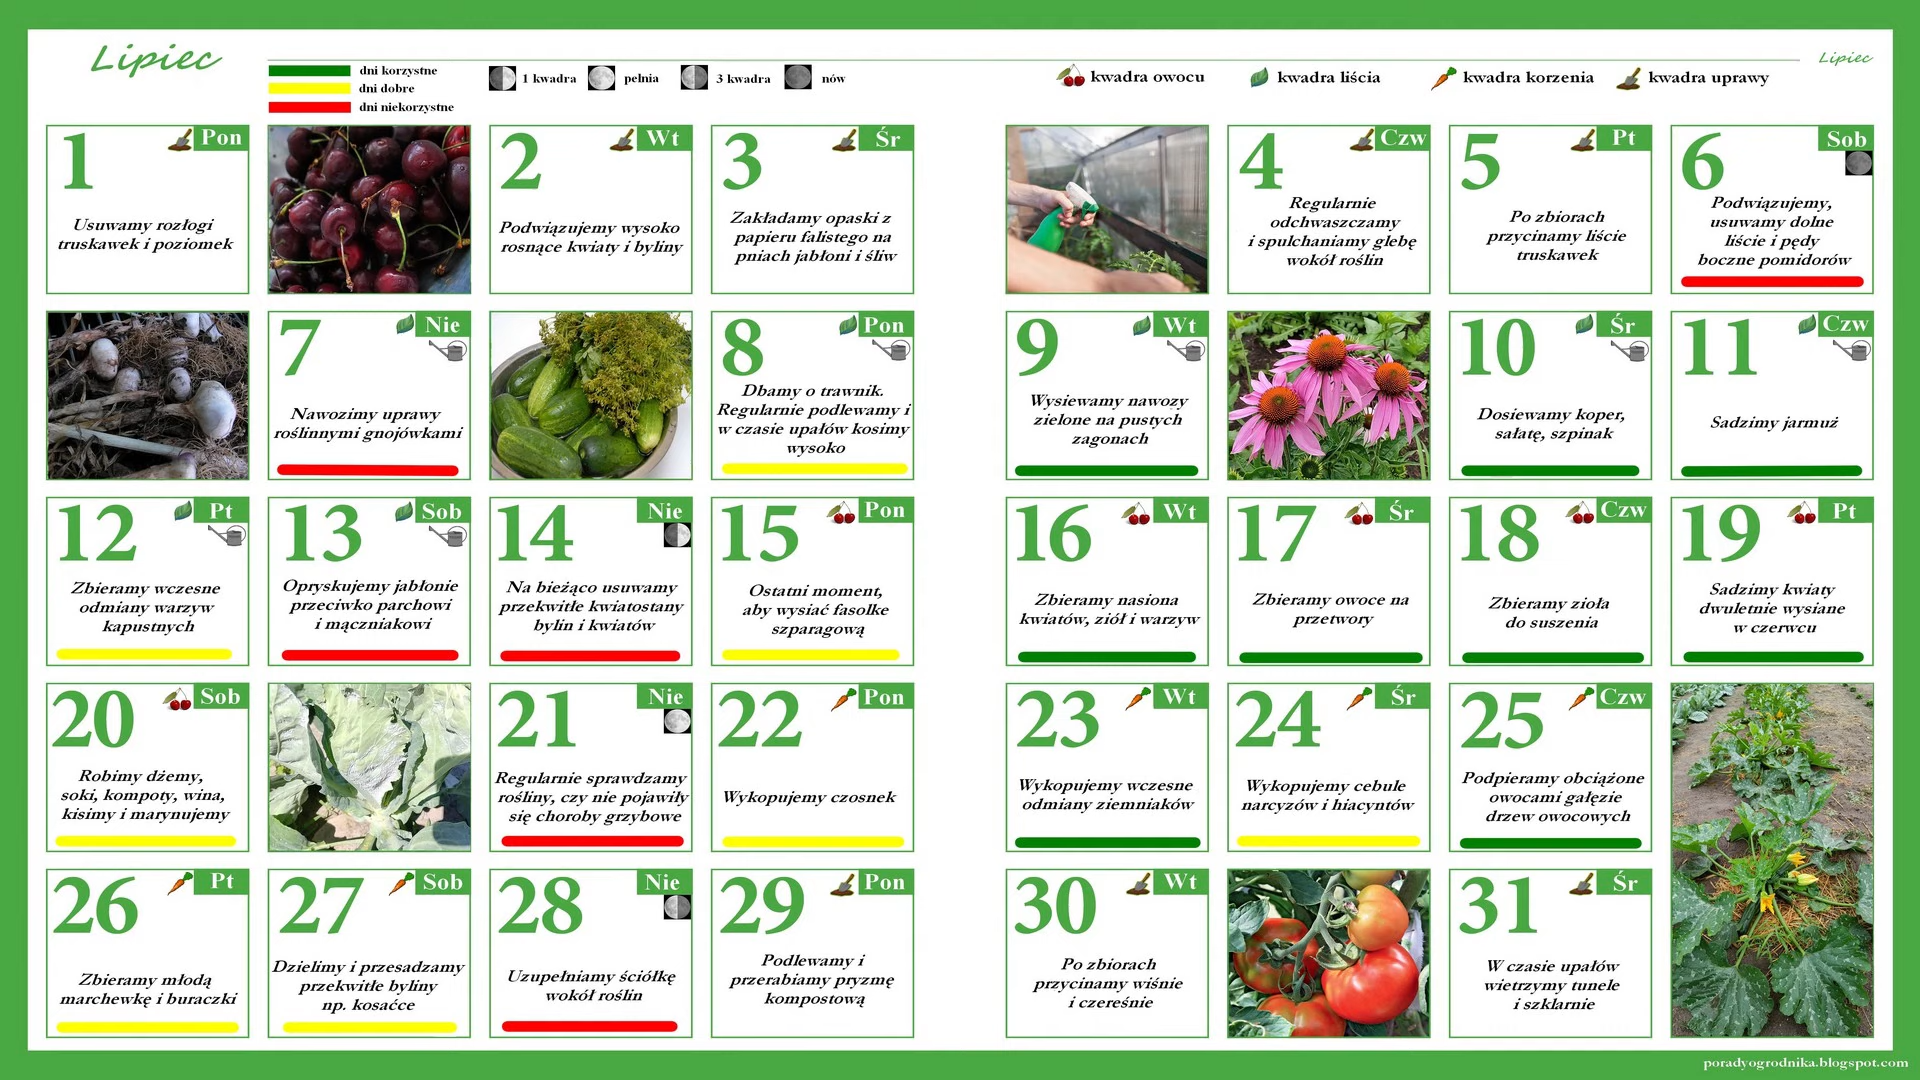 Lipiec
dni korzystne
dni dobre
dni niekorzystne
1 kwadra
pełnia
3 kwadra
nów
kwadra owocu
kwadra liścia
kwadra korzenia
kwadra uprawy
Lipiec
1
Pon
Usuwamy rozłogi
truskawek i poziomek
2
Wt
Podwiązujemy wysoko
rosnące kwiaty i byliny
3
Śr
Zakładamy opaski z
papieru falistego na
pniach jabłoni i śliw
4
Czw
Regularnie
odchwaszczamy
i spulchaniamy glebę
wokół roślin
5
Pt
Po zbiorach
przycinamy liście
truskawek
6
Sob
Podwiązujemy,
usuwamy dolne
liście i pędy
boczne pomidorów
7
Nie
Nawozimy uprawy
roślinnymi gnojówkami
8
Pon
Dbamy o trawnik.
Regularnie podlewamy i
w czasie upałów kosimy
wysoko
9
Wt
Wysiewamy nawozy
zielone na pustych
zagonach
10
Śr
Dosiewamy koper,
sałatę, szpinak
11
Czw
Sadzimy jarmuż
12
Pt
Zbieramy wczesne
odmiany warzyw
kapustnych
13
Sob
Opryskujemy jabłonie
przeciwko parchowi
i mączniakowi
14
Nie
Na bieżąco usuwamy
przekwitłe kwiatostany
bylin i kwiatów
15
Pon
Ostatni moment,
aby wysiać fasolke
szparagową
16
Wt
Zbieramy nasiona
kwiatów, ziół i warzyw
17
Śr
Zbieramy owoce na
przetwory
18
Czw
Zbieramy zioła
do suszenia
19
Pt
Sadzimy kwiaty
dwuletnie wysiane
w czerwcu
20
Sob
Robimy dżemy,
soki, kompoty, wina,
kisimy i marynujemy
21
Nie
Regularnie sprawdzamy
rośliny, czy nie pojawiły
się choroby grzybowe
22
Pon
Wykopujemy czosnek
23
Wt
Wykopujemy wczesne
odmiany ziemniaków
24
Śr
Wykopujemy cebule
narcyzów i hiacyntów
25
Czw
Podpieramy obciążone
owocami gałęzie
drzew owocowych
26
Pt
Zbieramy młodą
marchewkę i buraczki
27
Sob
Dzielimy i przesadzamy
przekwitłe byliny
np. kosaćce
28
Nie
Uzupełniamy ściółkę
wokół roślin
29
Pon
Podlewamy i
przerabiamy pryzmę
kompostową
30
Wt
Po zbiorach
przycinamy wiśnie
i czereśnie
31
Śr
W czasie upałów
wietrzymy tunele
i szklarnie
poradyogrodnika.blogspot.com